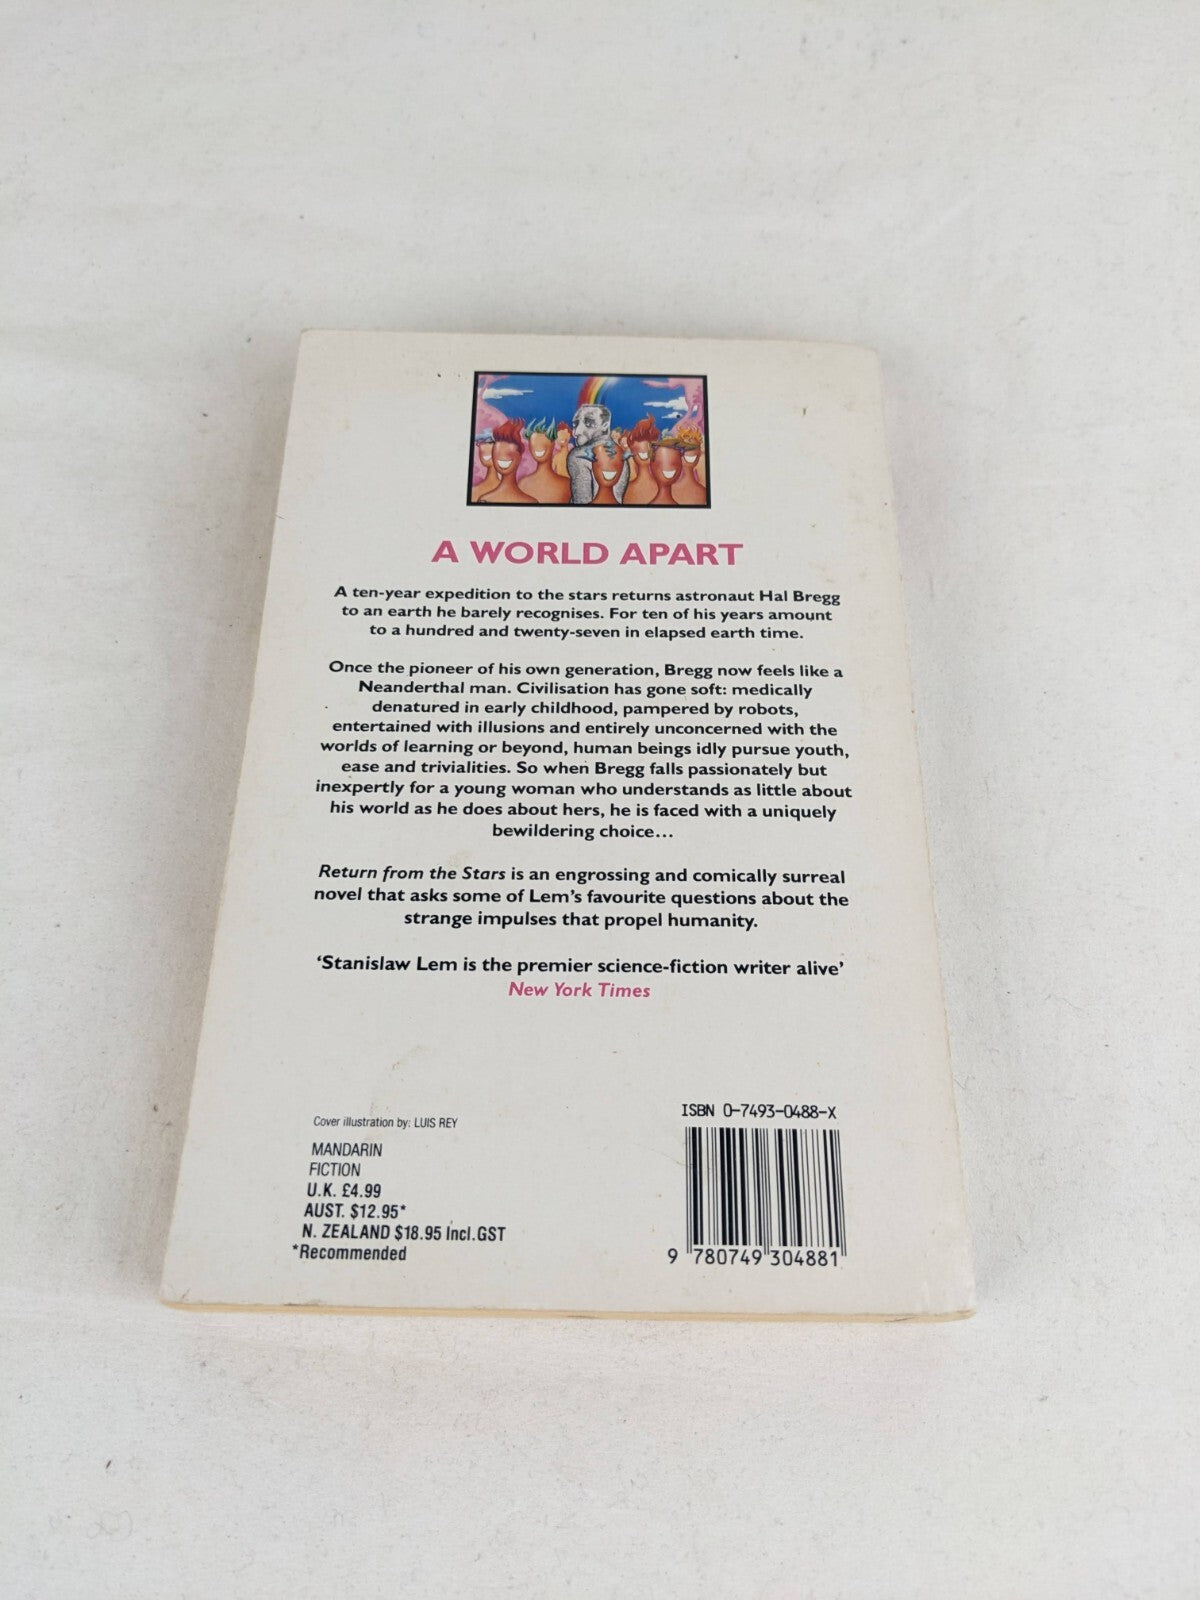 A WORLD APART
A ten-year expedition to the stars returns astronaut Hal Bregg
to an earth he barely recognises. For ten of his years amount
to a hundred and twenty-seven in elapsed earth time.
Once the pioneer of his own generation, Bregg now feels like a
Neanderthal man. Civilisation has gone soft: medically
denatured in early childhood, pampered by robots,
entertained with illusions and entirely unconcerned with the
worlds of learning or beyond, human beings idly pursue youth,
ease and trivialities. So when Bregg falls passionately but
inexpertly for a young woman who understands as little about
his world as he does about hers, he is faced with a uniquely
bewildering choice...
Return from the Stars is an engrossing and comically surreal
novel that asks some of Lem's favourite questions about the
strange impulses that propel humanity.
'Stanislaw Lem is the premier science-fiction writer alive'
New York Times
Cover illustration by: LUIS REY
MANDARIN
FICTION
U.K. £4.99
AUST. $12.95*
N. ZEALAND $18.95 Incl.GST
*Recommended
ISBN 0-7493-0488-X
9 780749 304881